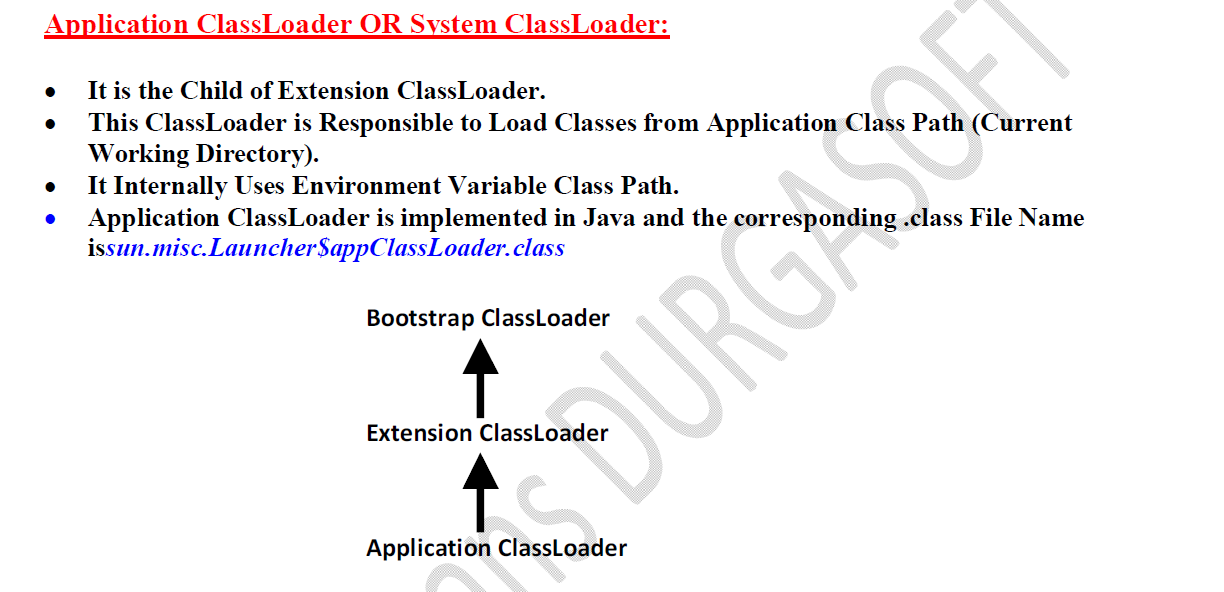 Application ClassLoader OR System ClassLoader:
• It is the Child of Extension ClassLoader.
• This ClassLoader is Responsible to Load Classes from Application Class Path (Current
Working Directory).
• It Internally Uses Environment Variable Class Path.
• Application ClassLoader is implemented in Java and the corresponding .class File Name
issun.misc.Launcher$appClassLoader.class
Bootstrap ClassLoader
Extension ClassLoader
Application ClassLoader
DURGASOFT